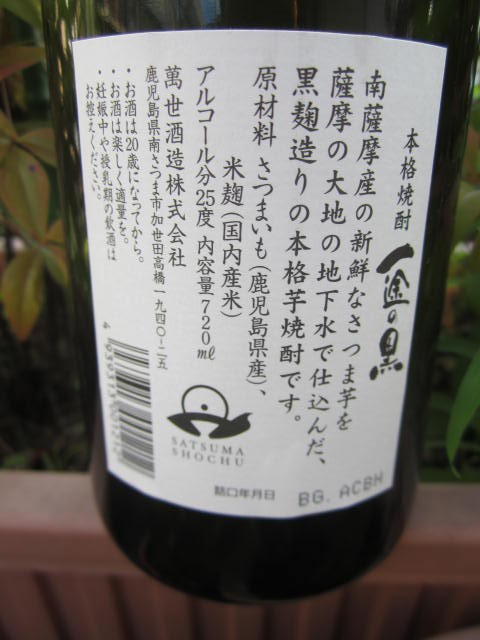 本格焼酎 一途の黒
南薩摩産の新鮮なさつま芋を
薩摩の大地の地下水で仕込んだ、
黒麹造りの本格芋焼酎です。
原材料 さつまいも(鹿児島県産)、
米麹(国内産米)
アルコール分25度 内容量720ml
萬世酒造株式会社
鹿児島県南さつま市加世田高橋一九四〇-二五
・お酒は20歳になってから。
・お酒は楽しく適量を。
・妊娠中や授乳期の飲酒は
お控えください。
SATSUMA
SHOCHU
詰口年月日 BG. ACBH